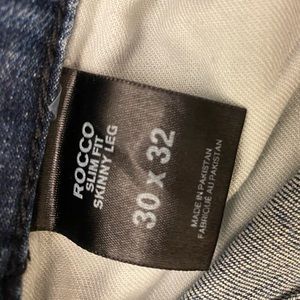 ROCCO
SLIM FIT
SKINNY LEG
30 x 32
MADE IN PAKISTAN
FABRIQUÉ AU PAKISTAN